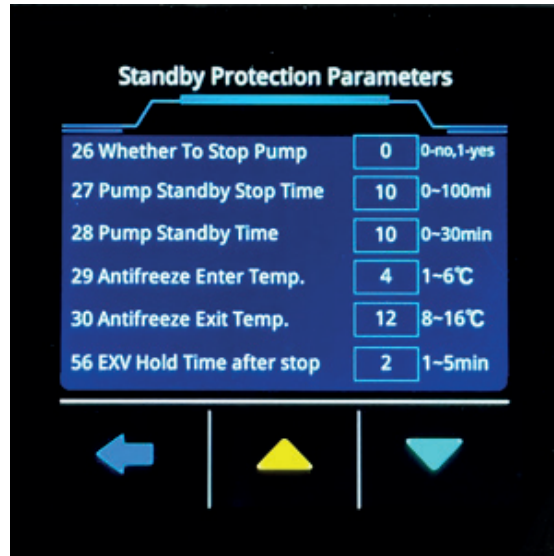 Standby Protection Parameters
26 Whether To Stop Pump 0 0-no,1-yes
27 Pump Standby Stop Time 10 0~100mi
28 Pump Standby Time 10 0~30min
29 Antifreeze Enter Temp. 4 1~6℃
30 Antifreeze Exit Temp. 12 8~16℃
56 EXV Hold Time after stop 2 1~5min